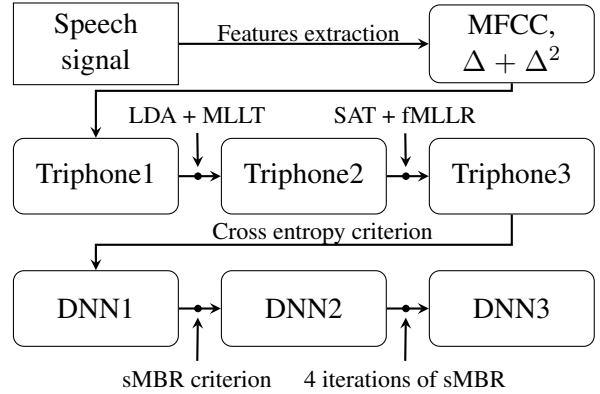 Speech
signal
Features extraction
MFCC,
Δ + Δ²
LDA + MLLT
SAT + fMLLR
Triphone1
Triphone2
Triphone3
Cross entropy criterion
DNN1
DNN2
DNN3
sMBR criterion
4 iterations of sMBR